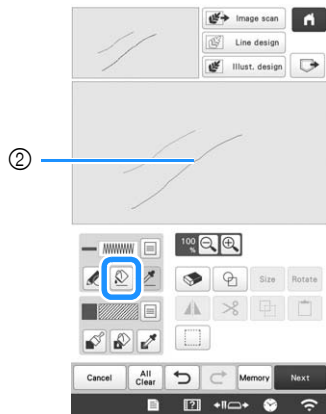 Image scan
Line design
Illust. design
②
100 %
Size Rotate
Cancel All Clear Memory Next
?